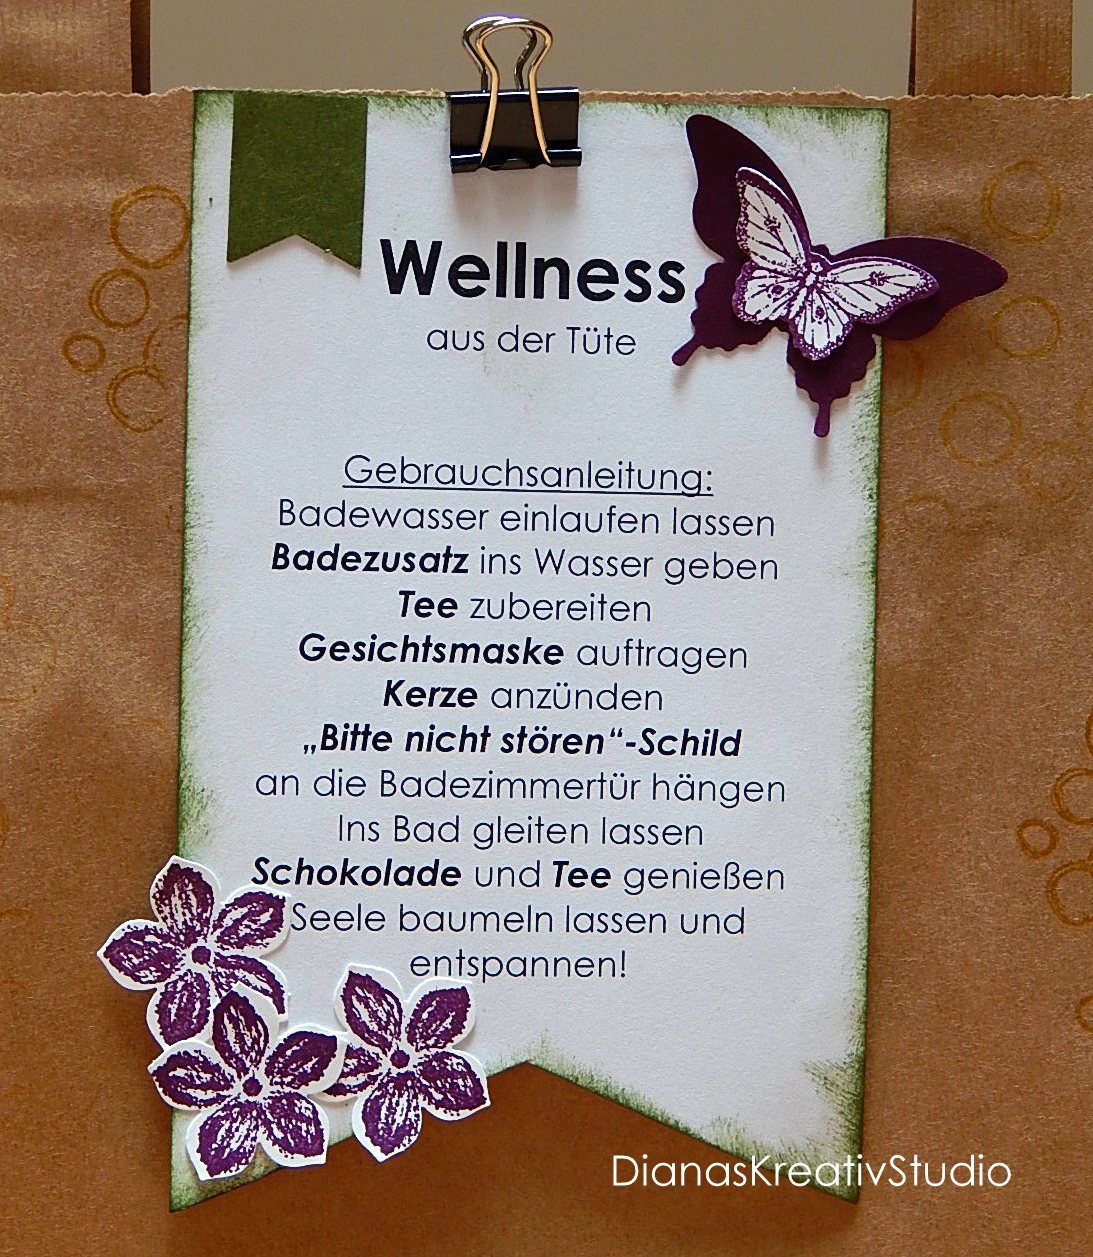 Wellness
aus der Tüte
Gebrauchsanleitung:
Badewasser einlaufen lassen
Badezusatz ins Wasser geben
Tee zubereiten
Gesichtsmaske auftragen
Kerze anzünden
„Bitte nicht stören“-Schild
an die Badezimmertür hängen
Ins Bad gleiten lassen
Schokolade und Tee genießen
Seele baumeln lassen und
entspannen!
DianasKreativStudio